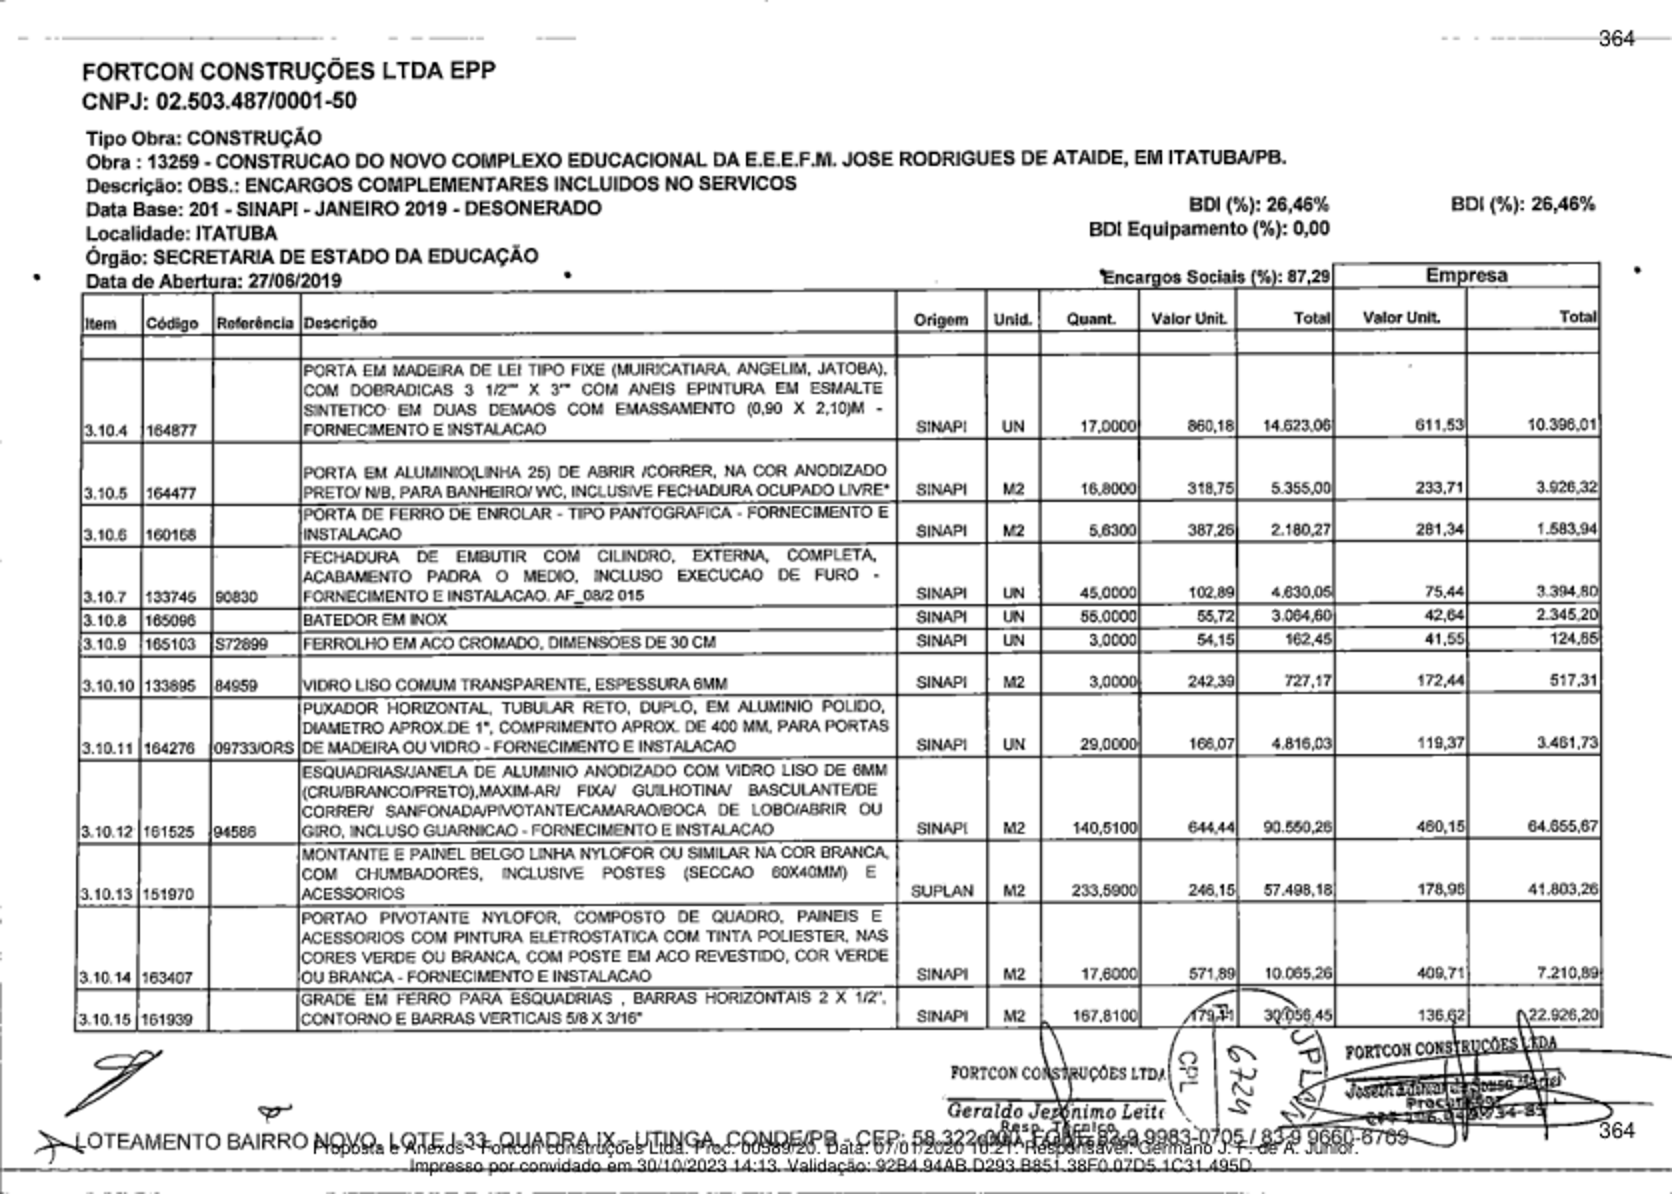 364
FORTCON CONSTRUÇÕES LTDA EPP
CNPJ: 02.503.487/0001-50
Tipo Obra: CONSTRUÇÃO
Obra : 13259 - CONSTRUCAO DO NOVO COMPLEXO EDUCACIONAL DA E.E.E.F.M. JOSE RODRIGUES DE ATAIDE, EM ITATUBA/PB.
Descrição: OBS.: ENCARGOS COMPLEMENTARES INCLUIDOS NO SERVICOS
Data Base: 201 - SINAPI - JANEIRO 2019 - DESONERADO BDI (%): 26,46% BDI (%): 26,46%
Localidade: ITATUBA BDI Equipamento (%): 0,00
Órgão: SECRETARIA DE ESTADO DA EDUCAÇÃO
Data de Abertura: 27/06/2019 Encargos Sociais (%): 87,29 Empresa
Item Código Referência Descrição Origem Unid. Quant. Valor Unit. Total Valor Unit. Total
PORTA EM MADEIRA DE LEI TIPO FIXE (MUIRICATIARA, ANGELIM, JATOBA),
COM DOBRADICAS 3 1/2"" X 3"" COM ANEIS EPINTURA EM ESMALTE
SINTETICO EM DUAS DEMAOS COM EMASSAMENTO (0,90 X 2,10)M -
3.10.4 164877 FORNECIMENTO E INSTALACAO SINAPI UN 17,0000 860,18 14.623,06 611,53 10.396,01
PORTA EM ALUMINIO(LINHA 25) DE ABRIR /CORRER, NA COR ANODIZADO
3.10.5 164477 PRETO/ N/B, PARA BANHEIRO/ WC, INCLUSIVE FECHADURA OCUPADO LIVRE* SINAPI M2 16,8000 318,75 5.355,00 233,71 3.926,32
PORTA DE FERRO DE ENROLAR - TIPO PANTOGRAFICA - FORNECIMENTO E
3.10.6 160168 INSTALACAO SINAPI M2 5,6300 387,26 2.180,27 281,34 1.583,94
FECHADURA DE EMBUTIR COM CILINDRO, EXTERNA, COMPLETA,
ACABAMENTO PADRA O MEDIO, INCLUSO EXECUCAO DE FURO -
3.10.7 133745 90830 FORNECIMENTO E INSTALACAO. AF_08/2 015 SINAPI UN 45,0000 102,89 4.630,05 75,44 3.394,80
3.10.8 165096 BATEDOR EM INOX SINAPI UN 55,0000 55,72 3.064,60 42,64 2.345,20
3.10.9 165103 S72899 FERROLHO EM ACO CROMADO, DIMENSOES DE 30 CM SINAPI UN 3,0000 54,15 162,45 41,55 124,65
3.10.10 133895 84959 VIDRO LISO COMUM TRANSPARENTE, ESPESSURA 6MM SINAPI M2 3,0000 242,39 727,17 172,44 517,31
PUXADOR HORIZONTAL, TUBULAR RETO, DUPLO, EM ALUMINIO POLIDO,
DIAMETRO APROX.DE 1", COMPRIMENTO APROX. DE 400 MM, PARA PORTAS
3.10.11 164276 09733/ORS DE MADEIRA OU VIDRO - FORNECIMENTO E INSTALACAO SINAPI UN 29,0000 166,07 4.816,03 119,37 3.461,73
ESQUADRIAS/JANELA DE ALUMINIO ANODIZADO COM VIDRO LISO DE 6MM
(CRU/BRANCO/PRETO),MAXIM-AR/ FIXA/ GUILHOTINA/ BASCULANTE/DE
CORRER/ SANFONADA/PIVOTANTE/CAMARAO/BOCA DE LOBO/ABRIR OU
3.10.12 161525 94586 GIRO, INCLUSO GUARNICAO - FORNECIMENTO E INSTALACAO SINAPI M2 140,5100 644,44 90.550,26 460,15 64.655,67
MONTANTE E PAINEL BELGO LINHA NYLOFOR OU SIMILAR NA COR BRANCA,
COM CHUMBADORES, INCLUSIVE POSTES (SECCAO 60X40MM) E
3.10.13 151970 ACESSORIOS SUPLAN M2 233,5900 246,15 57.498,18 178,96 41.803,26
PORTAO PIVOTANTE NYLOFOR, COMPOSTO DE QUADRO, PAINEIS E
ACESSORIOS COM PINTURA ELETROSTATICA COM TINTA POLIESTER, NAS
CORES VERDE OU BRANCA, COM POSTE EM ACO REVESTIDO, COR VERDE
3.10.14 163407 OU BRANCA - FORNECIMENTO E INSTALACAO SINAPI M2 17,6000 571,89 10.065,26 409,71 7.210,89
GRADE EM FERRO PARA ESQUADRIAS , BARRAS HORIZONTAIS 2 X 1/2",
3.10.15 161939 CONTORNO E BARRAS VERTICAIS 5/8 X 3/16" SINAPI M2 167,8100 179,11 30.056,45 136,62 22.926,20
FORTCON CONSTRUÇÕES LTDA
Geraldo Jerônimo Leite
Resp. Técnico
CPL
6724
FORTCON CONSTRUÇÕES LTDA
LOTEAMENTO BAIRRO NOVO, LOTE J-33, QUADRA IX - UTINGA, CONDE/PB - CEP: 58.322-000 83-9 9983-0705 / 83-9 9660-8789
364
Proposta e Anexos - Fortcon construções Ltda. Proc. 00589/20. Data: 07/01/2020 10:21. Responsável: Germano J. F. de A. Júnior.
Impresso por convidado em 30/10/2023 14:13. Validação: 92B4.94AB.D293.B851.38F0.07D5.1C31.495D.